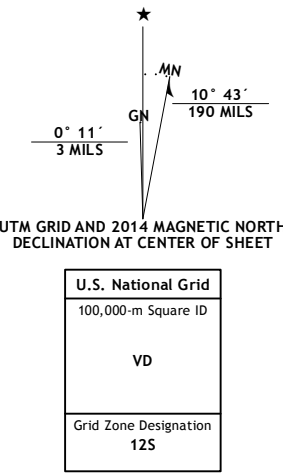 ★
MN
10° 43´
190 MILS
GN
0° 11´
3 MILS
UTM GRID AND 2014 MAGNETIC NORTH
DECLINATION AT CENTER OF SHEET
U.S. National Grid
100,000-m Square ID
VD
Grid Zone Designation
12S